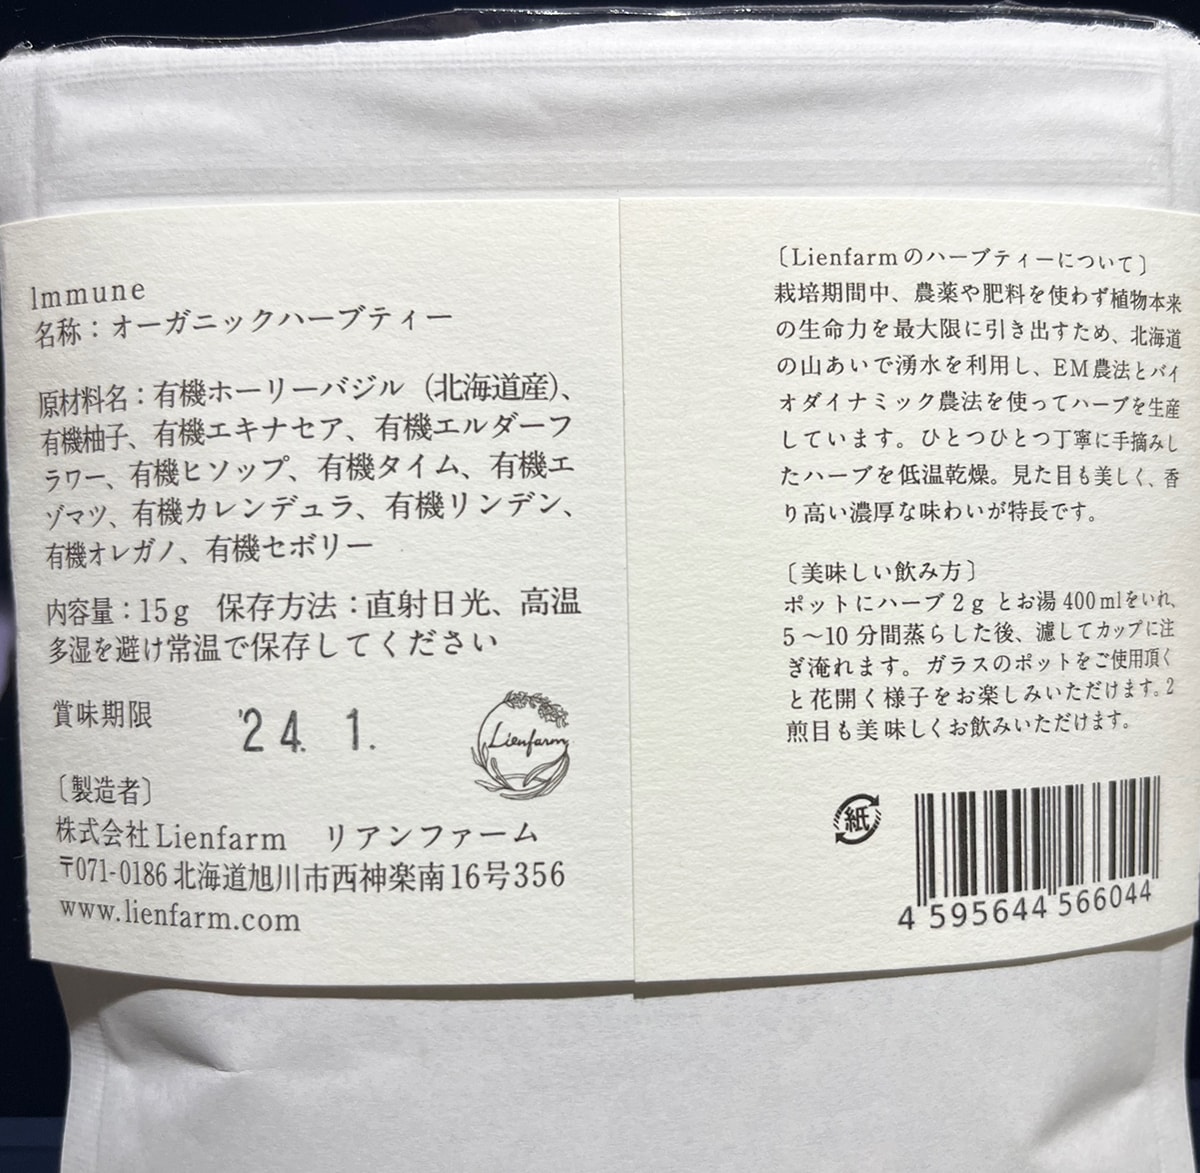 Immune
名称：オーガニックハーブティー
原材料名：有機ホーリーバジル（北海道産）、
有機柚子、有機エキナセア、有機エルダーフ
ラワー、有機ヒソップ、有機タイム、有機エ
ゾマツ、有機カレンデュラ、有機リンデン、
有機オレガノ、有機セボリー
内容量：15g　保存方法：直射日光、高温
多湿を避け常温で保存してください
賞味期限　'24. 1.
Lienfarm
〔製造者〕
株式会社Lienfarm　リアンファーム
〒071-0186 北海道旭川市西神楽南16号356
www.lienfarm.com
〔Lienfarmのハーブティーについて〕
栽培期間中、農薬や肥料を使わず植物本来
の生命力を最大限に引き出すため、北海道
の山あいで湧水を利用し、EM農法とバイ
オダイナミック農法を使ってハーブを生産
しています。ひとつひとつ丁寧に手摘みし
たハーブを低温乾燥。見た目も美しく、香
り高い濃厚な味わいが特長です。
〔美味しい飲み方〕
ポットにハーブ2gとお湯400mlをいれ、
5～10分間蒸らした後、濾してカップに注
ぎ淹れます。ガラスのポットをご使用頂く
と花開く様子をお楽しみいただけます。2
煎目も美味しくお飲みいただけます。
紙
4 595644 566044